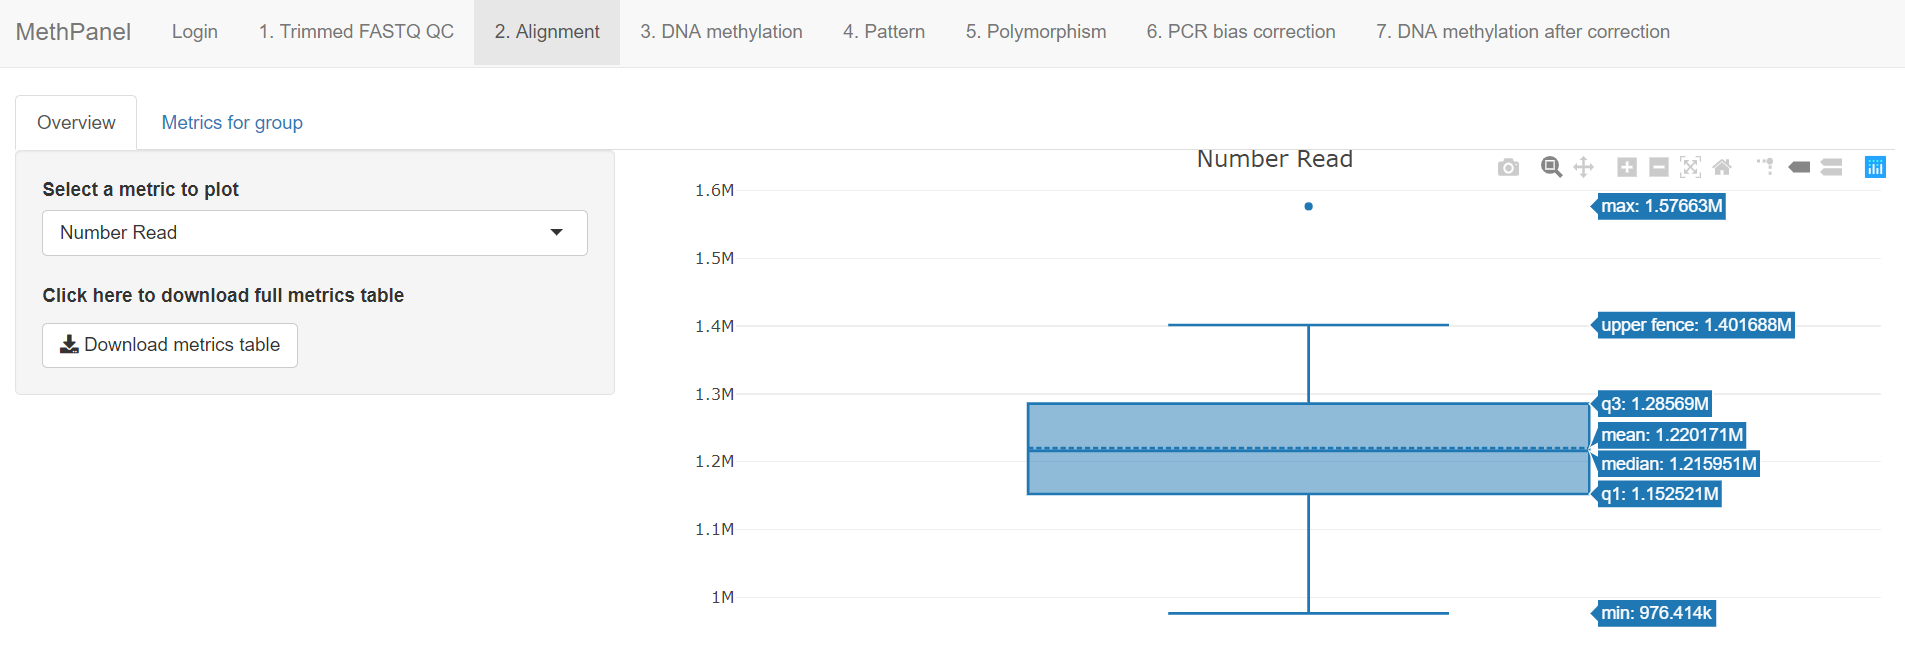 MethPanel Login 1. Trimmed FASTQ QC 2. Alignment 3. DNA methylation 4. Pattern 5. Polymorphism 6. PCR bias correction 7. DNA methylation after correction
Overview Metrics for group
Select a metric to plot
Number Read
Click here to download full metrics table
Download metrics table
Number Read
1.6M
1.5M
1.4M
1.3M
1.2M
1.1M
1M
max: 1.57663M
upper fence: 1.401688M
q3: 1.28569M
mean: 1.220171M
median: 1.215951M
q1: 1.152521M
min: 976.414k